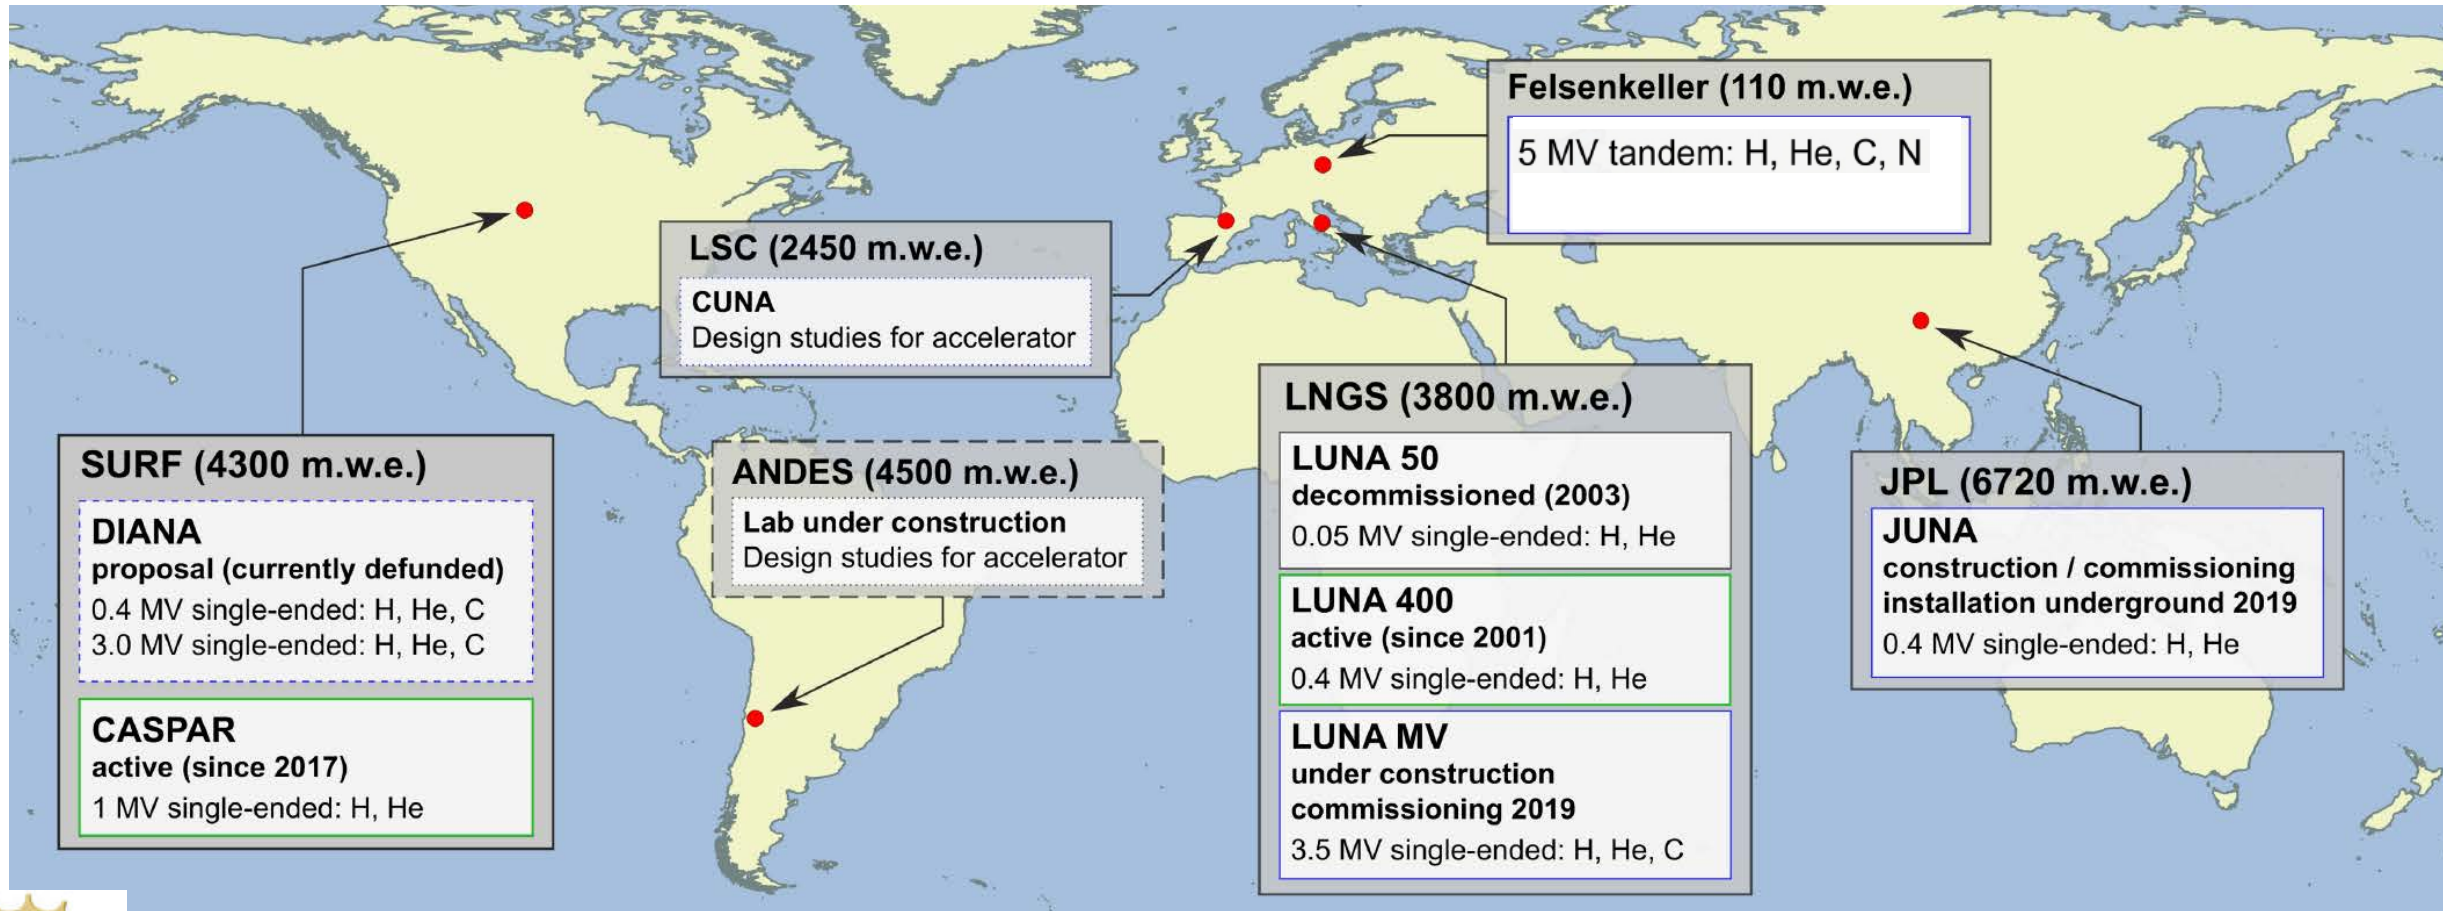 Felsenkeller (110 m.w.e.)
5 MV tandem: H, He, C, N
LSC (2450 m.w.e.)
CUNA
Design studies for accelerator
LNGS (3800 m.w.e.)
LUNA 50
decommissioned (2003)
0.05 MV single-ended: H, He
LUNA 400
active (since 2001)
0.4 MV single-ended: H, He
LUNA MV
under construction
commissioning 2019
3.5 MV single-ended: H, He, C
SURF (4300 m.w.e.)
DIANA
proposal (currently defunded)
0.4 MV single-ended: H, He, C
3.0 MV single-ended: H, He, C
CASPAR
active (since 2017)
1 MV single-ended: H, He
ANDES (4500 m.w.e.)
Lab under construction
Design studies for accelerator
JPL (6720 m.w.e.)
JUNA
construction / commissioning
installation underground 2019
0.4 MV single-ended: H, He